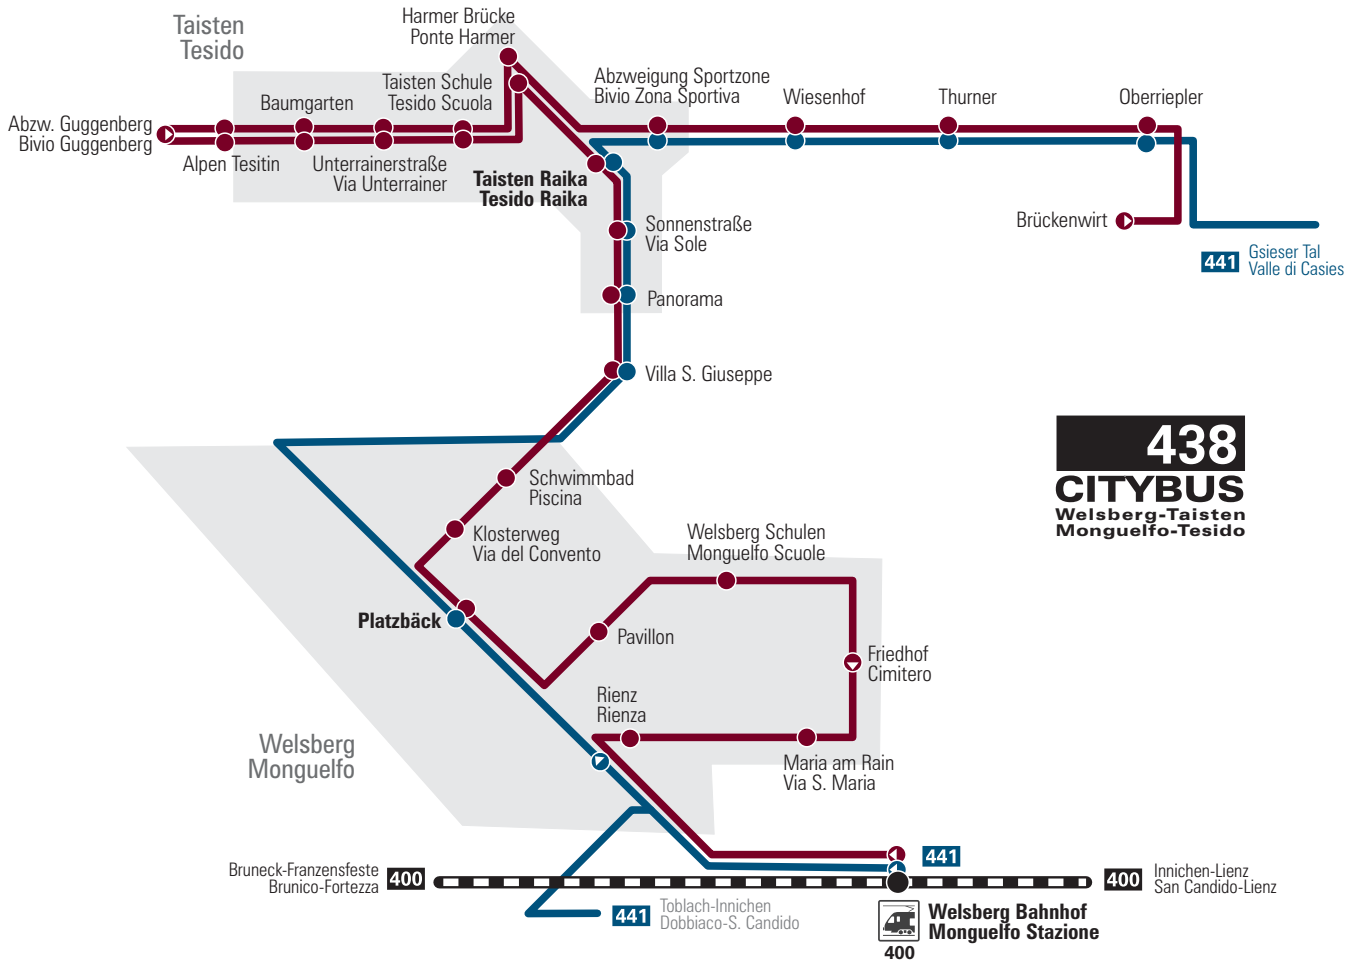 Taisten
Tesido
Harmer Brücke
Ponte Harmer
Taisten Schule
Tesido Scuola
Baumgarten
Abzw. Guggenberg
Bivio Guggenberg
Alpen Tesitin
Unterrainerstraße
Via Unterrainer
Taisten Raika
Tesido Raika
Abzweigung Sportzone
Bivio Zona Sportiva
Wiesenhof
Thurner
Oberriepler
Brückenwirt
441
Gsieser Tal
Valle di Casies
Sonnenstraße
Via Sole
Panorama
Villa S. Giuseppe
438
CITYBUS
Welsberg-Taisten
Monguelfo-Tesido
Schwimmbad
Piscina
Klosterweg
Via del Convento
Welsberg Schulen
Monguelfo Scuole
Platzbäck
Pavillon
Friedhof
Cimitero
Rienz
Rienza
Maria am Rain
Via S. Maria
Welsberg
Monguelfo
441
Bruneck-Franzensfeste
Brunico-Fortezza
400
400
Innichen-Lienz
San Candido-Lienz
441
Toblach-Innichen
Dobbiaco-S. Candido
Welsberg Bahnhof
Monguelfo Stazione
400